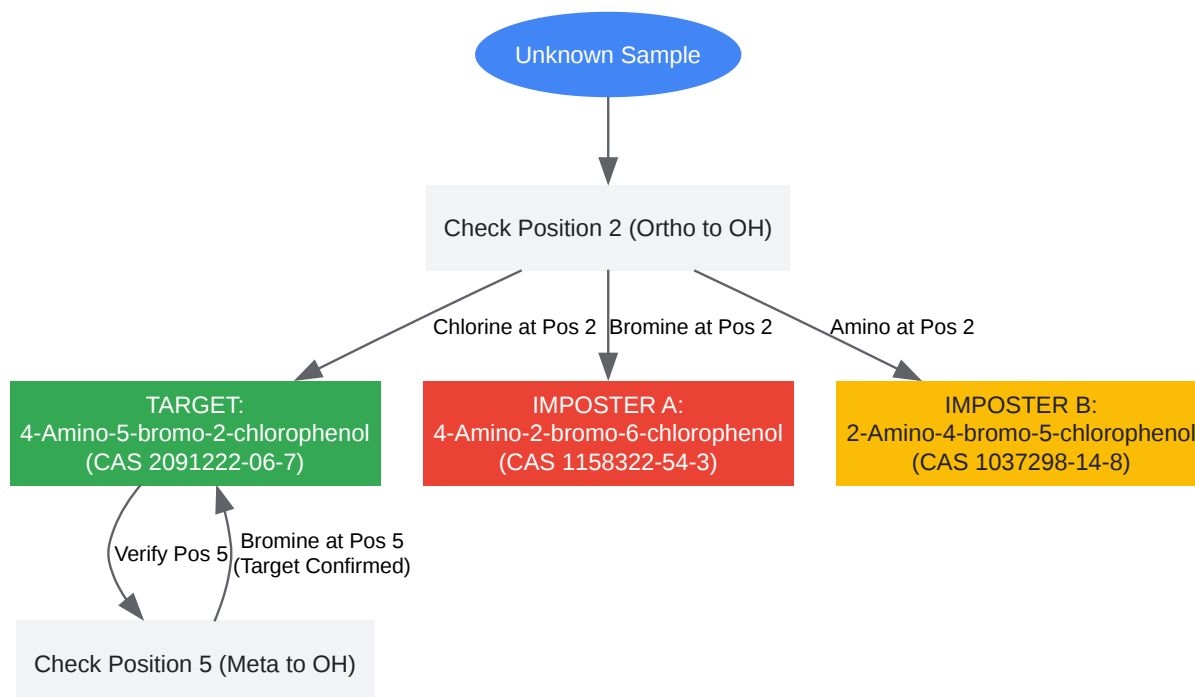 Unknown Sample
Check Position 2 (Ortho to OH)
Chlorine at Pos 2
Bromine at Pos 2
Amino at Pos 2
TARGET:
4-Amino-5-bromo-2-chlorophenol
(CAS 2091222-06-7)
IMPOSTER A:
4-Amino-2-bromo-6-chlorophenol
(CAS 1158322-54-3)
IMPOSTER B:
2-Amino-4-bromo-5-chlorophenol
(CAS 1037298-14-8)
Verify Pos 5
Bromine at Pos 5
(Target Confirmed)
Check Position 5 (Meta to OH)